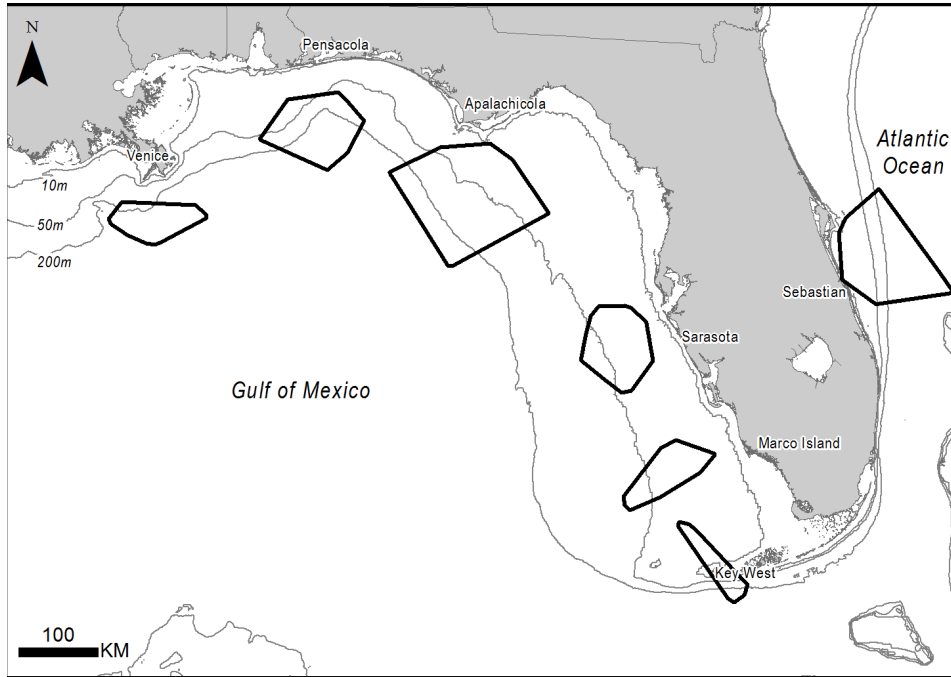 N
Pensacola
Apalachicola
Atlantic
Ocean
Venice
10m
50m
200m
Sebastian
Sarasota
Gulf of Mexico
Marco Island
Key West
100
KM